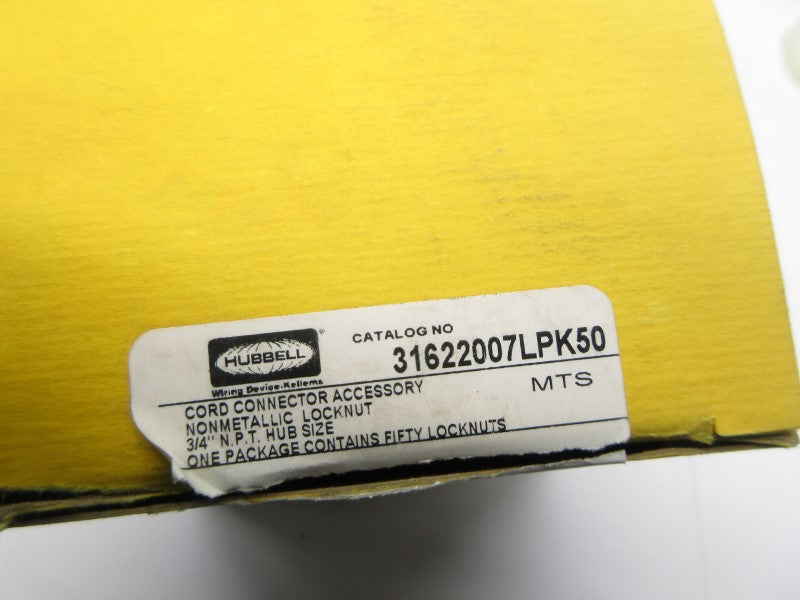 HUBBELL®
Wiring Device-Kellems
CATALOG NO
31622007LPK50
MTS
CORD CONNECTOR ACCESSORY
NONMETALLIC LOCKNUT
3/4" N.P.T. HUB SIZE
ONE PACKAGE CONTAINS FIFTY LOCKNUTS